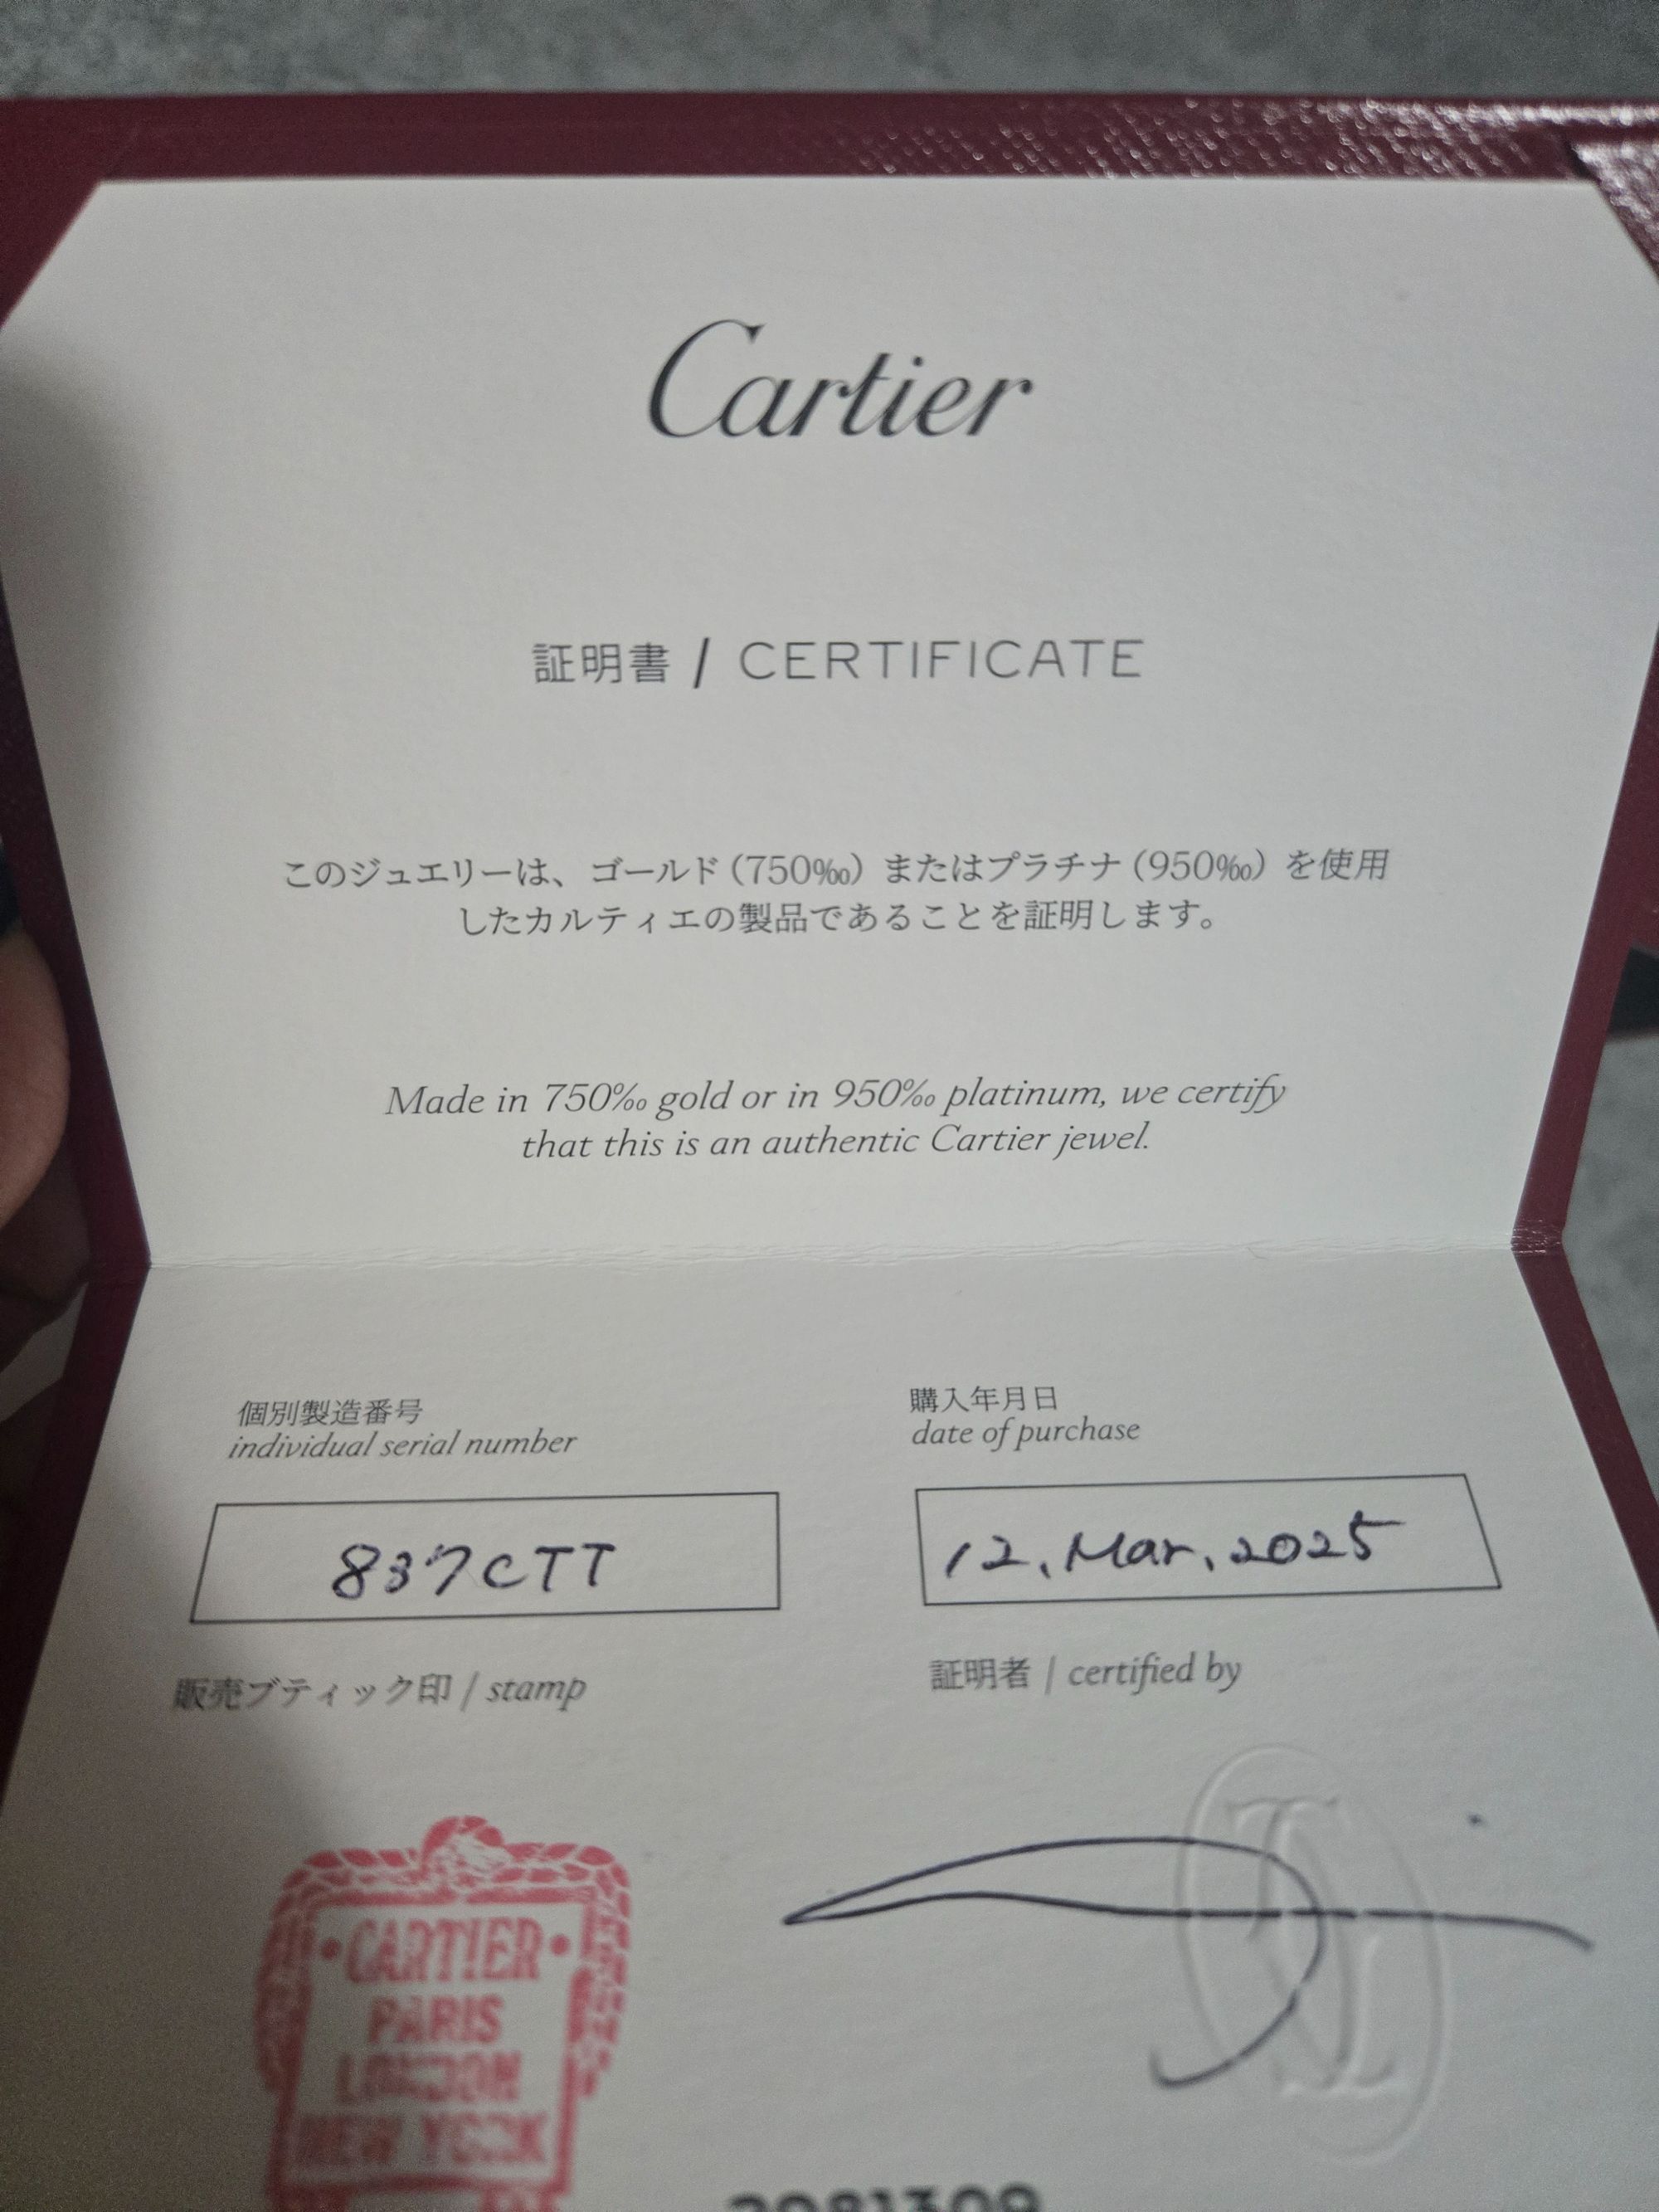 Cartier
証明書 / CERTIFICATE
このジュエリーは、ゴールド（750‰）またはプラチナ（950‰）を使用
したカルティエの製品であることを証明します。
Made in 750‰ gold or in 950‰ platinum, we certify
that this is an authentic Cartier jewel.
個別製造番号
individual serial number
購入年月日
date of purchase
837CTT
12. Mar. 2025
販売ブティック印 / stamp
証明者 / certified by
• CARTIER •
PARIS
LONDON
NEW YORK